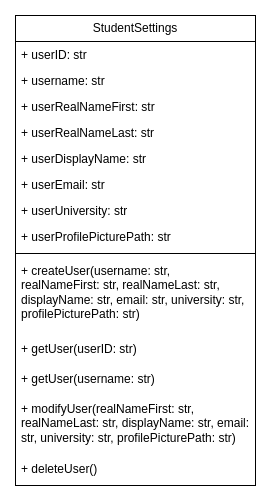 StudentSettings
+ userID: str
+ username: str
+ userRealNameFirst: str
+ userRealNameLast: str
+ userDisplayName: str
+ userEmail: str
+ userUniversity: str
+ userProfilePicturePath: str
+ createUser(username: str,
realNameFirst: str, realNameLast: str,
displayName: str, email: str, university: str,
profilePicturePath: str)
+ getUser(userID: str)
+ getUser(username: str)
+ modifyUser(realNameFirst: str,
realNameLast: str, displayName: str, email:
str, university: str, profilePicturePath: str)
+ deleteUser()